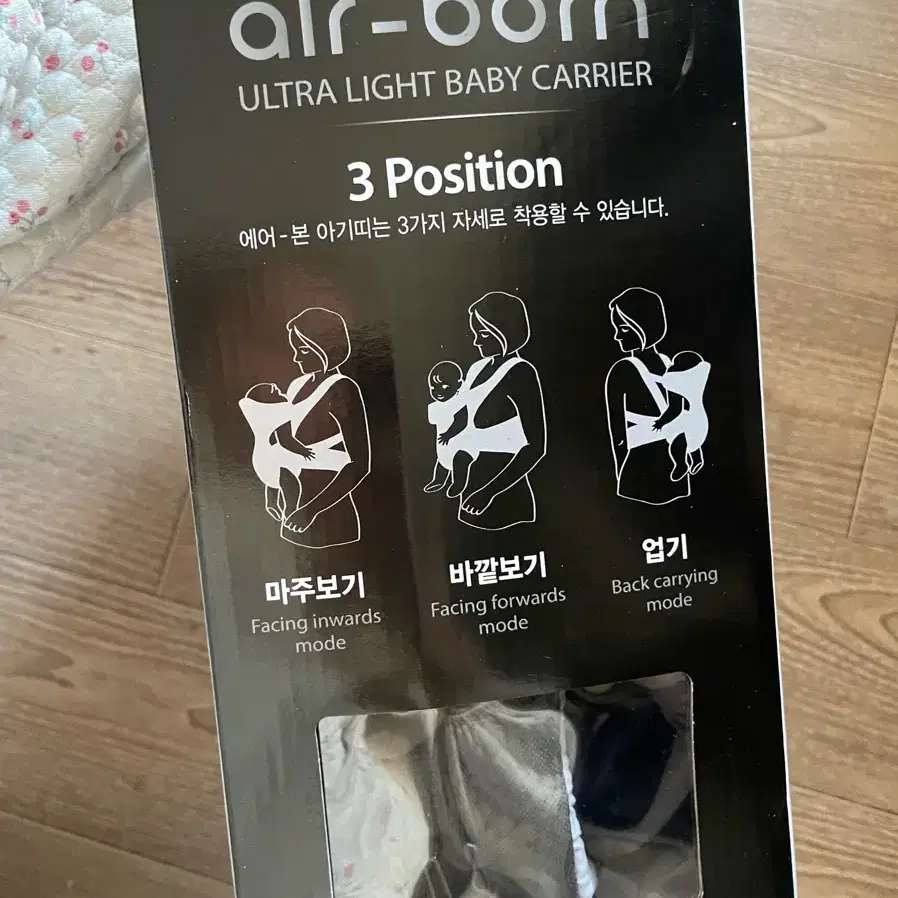 air-born
ULTRA LIGHT BABY CARRIER
3 Position
에어-본 아기띠는 3가지 자세로 착용할 수 있습니다.
마주보기
Facing inwards
mode
바깥보기
Facing forwards
mode
업기
Back carrying
mode